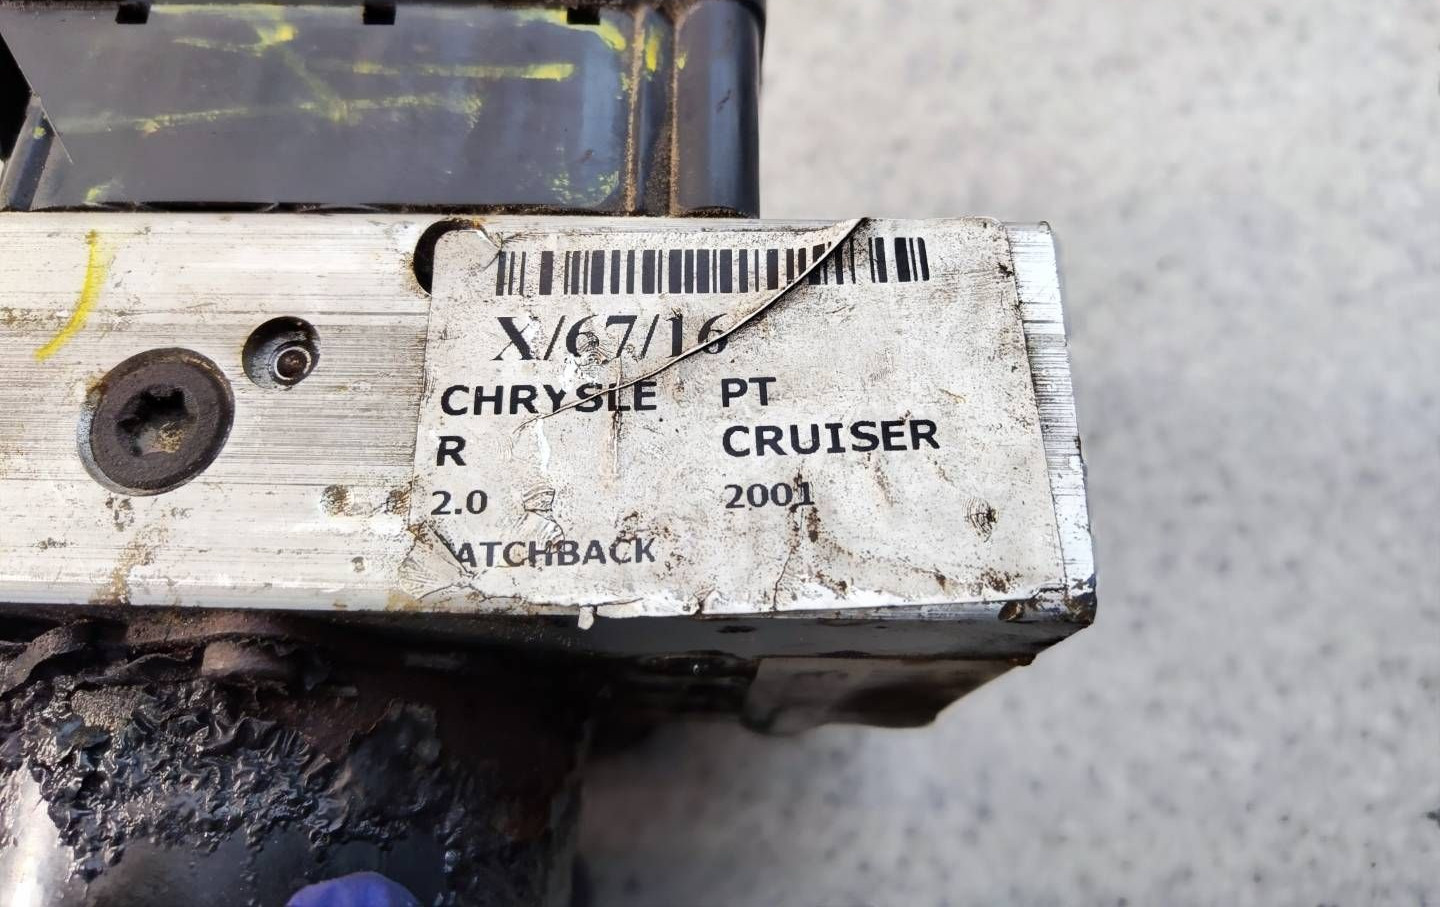 X/67/16
CHRYSLE PT
R CRUISER
2.0 2001
ATCHBACK